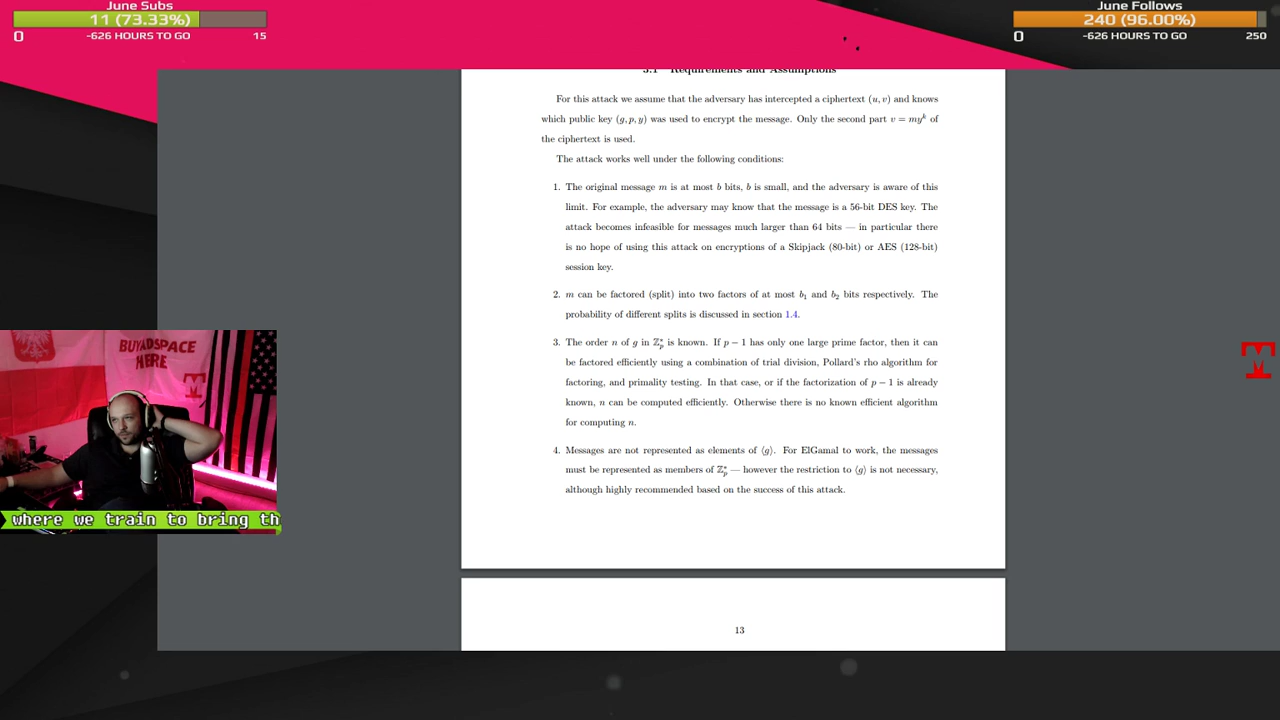 June Subs
11 (73.33%)
0
-626 HOURS TO GO
15
June Follows
240 (96.00%)
0
-626 HOURS TO GO
250
3.1 Requirements and Assumptions
For this attack we assume that the adversary has intercepted a ciphertext (u, v) and knows
which public key (g, p, y) was used to encrypt the message. Only the second part v = myᵏ of
the ciphertext is used.
The attack works well under the following conditions:
1. The original message m is at most b bits, b is small, and the adversary is aware of this
limit. For example, the adversary may know that the message is a 56-bit DES key. The
attack becomes infeasible for messages much larger than 64 bits — in particular there
is no hope of using this attack on encryptions of a Skipjack (80-bit) or AES (128-bit)
session key.
2. m can be factored (split) into two factors of at most b₁ and b₂ bits respectively. The
probability of different splits is discussed in section 1.4.
3. The order n of g in ℤ*ₚ is known. If p − 1 has only one large prime factor, then it can
be factored efficiently using a combination of trial division, Pollard's rho algorithm for
factoring, and primality testing. In that case, or if the factorization of p − 1 is already
known, n can be computed efficiently. Otherwise there is no known efficient algorithm
for computing n.
4. Messages are not represented as elements of ⟨g⟩. For ElGamal to work, the messages
must be represented as members of ℤ*ₚ — however the restriction to ⟨g⟩ is not necessary,
although highly recommended based on the success of this attack.
13
BUY ADSPACE
HERE
where we train to bring th